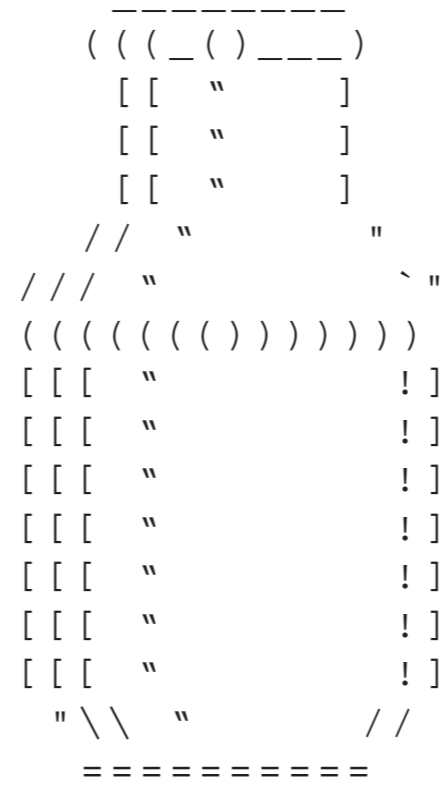 ________
(((_()___)
[[ “ ]
[[ “ ]
[[ “ ]
// “ "
/// “ `"
((((((()))))))
[[[ “ !]
[[[ “ !]
[[[ “ !]
[[[ “ !]
[[[ “ !]
[[[ “ !]
[[[ “ !]
"\\ “ //
==========